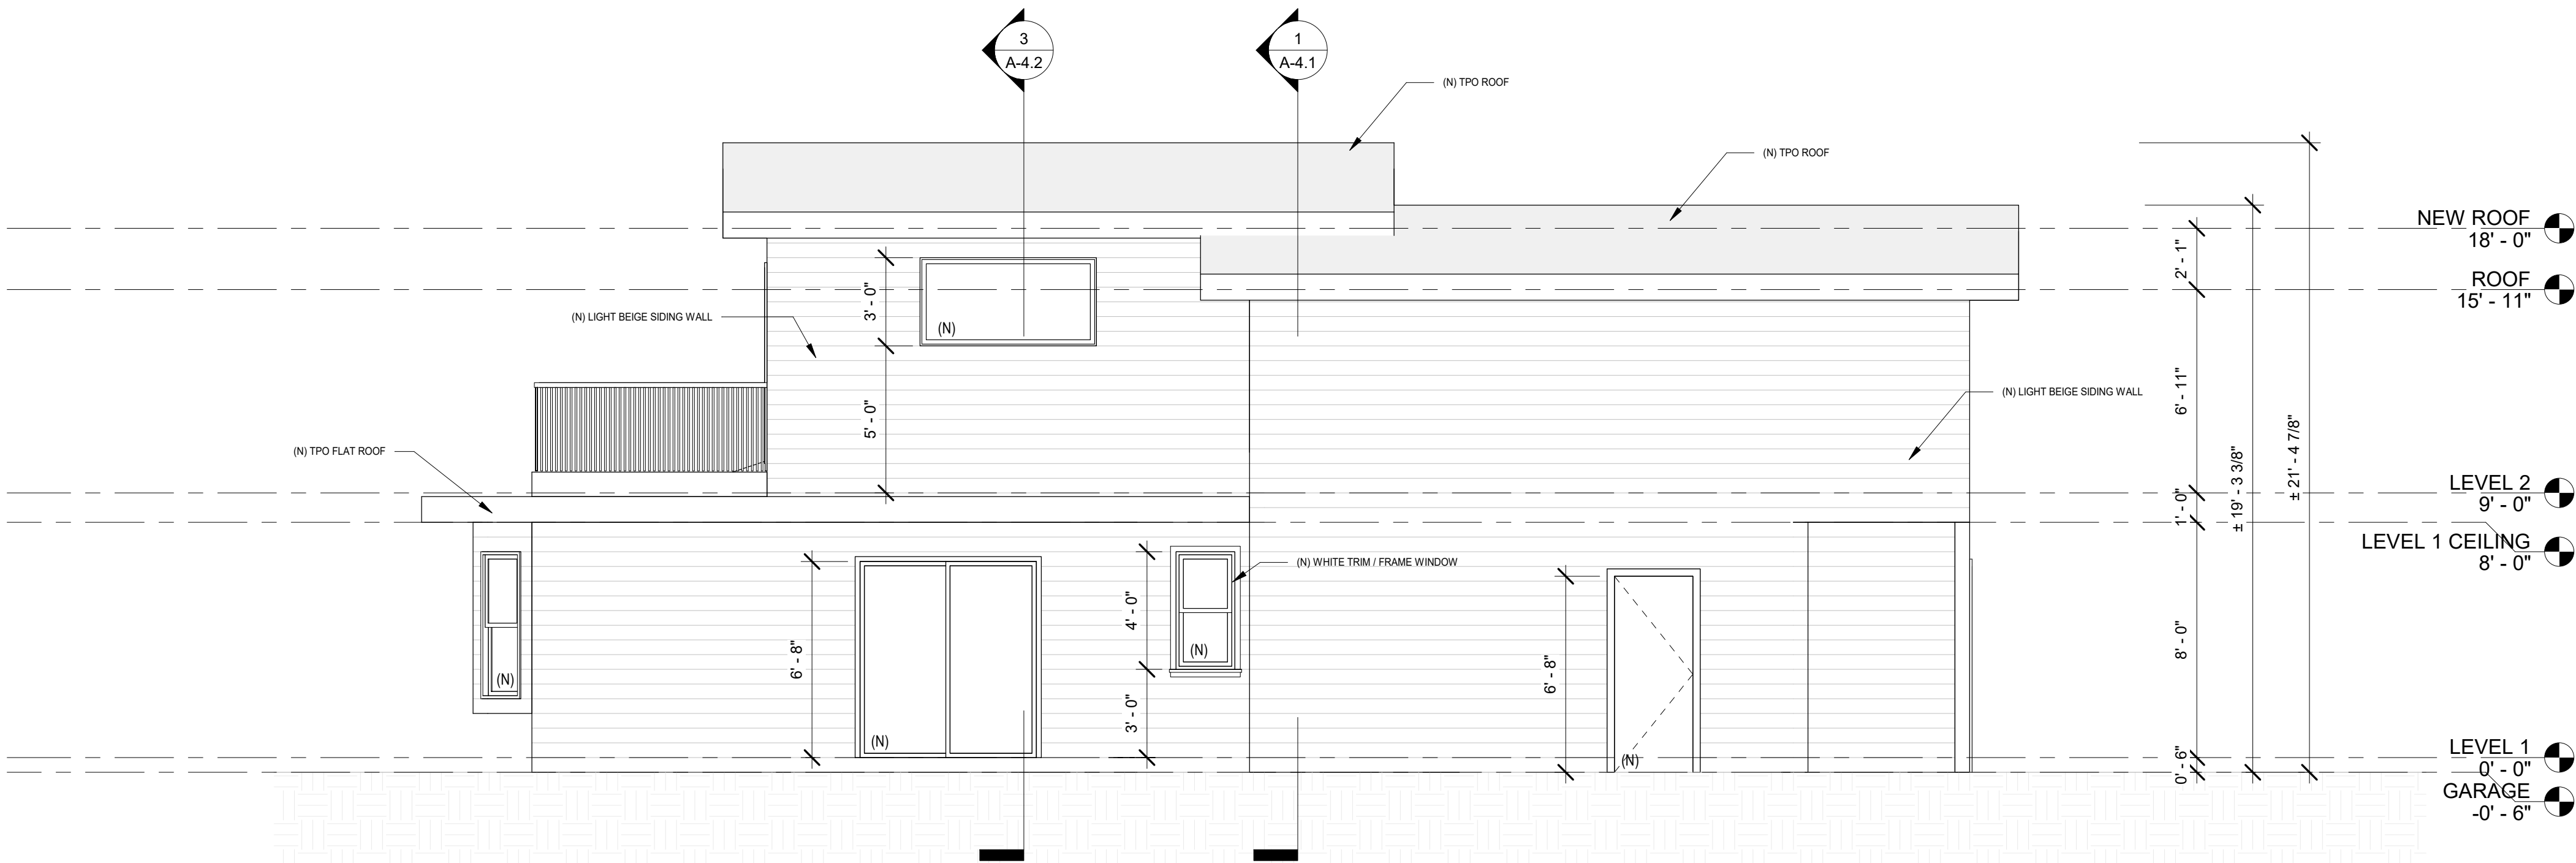 3
A-4.2
1
A-4.1
(N) TPO ROOF
(N) TPO ROOF
NEW ROOF
18' - 0"
2' - 1"
ROOF
15' - 11"
3' - 0"
(N) LIGHT BEIGE SIDING WALL
(N)
6' - 11"
(N) LIGHT BEIGE SIDING WALL
5' - 0"
(N) TPO FLAT ROOF
± 19' - 3 3/8"
± 21' - 4 7/8"
LEVEL 2
9' - 0"
1' - 0"
LEVEL 1 CEILING
8' - 0"
(N) WHITE TRIM / FRAME WINDOW
4' - 0"
6' - 8"
(N)
(N)
6' - 8"
8' - 0"
3' - 0"
(N)
(N)
LEVEL 1
0' - 0"
0' - 6"
GARAGE
-0' - 6"